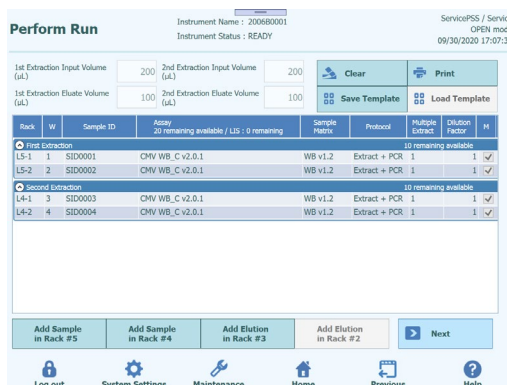 Perform Run
Instrument Name : 2006B0001
Instrument Status : READY
ServicePSS / Servic
OPEN mod
09/30/2020 17:07:3
1st Extraction Input Volume
(µL)
200
2nd Extraction Input Volume
(µL)
200
Clear
Print
1st Extraction Eluate Volume
(µL)
100
2nd Extraction Eluate Volume
(µL)
100
Save Template
Load Template
Rack W Sample ID Assay
20 remaining available / LIS : 0 remaining Sample
Matrix Protocol Multiple
Extract Dilution
Factor M
First Extraction 10 remaining available
L5-1 1 SID0001 CMV WB_C v2.0.1 WB v1.2 Extract + PCR 1 1
L5-2 2 SID0002 CMV WB_C v2.0.1 WB v1.2 Extract + PCR 1 1
Second Extraction 10 remaining available
L4-1 3 SID0003 CMV WB_C v2.0.1 WB v1.2 Extract + PCR 1 1
L4-2 4 SID0004 CMV WB_C v2.0.1 WB v1.2 Extract + PCR 1 1
Add Sample
in Rack #5
Add Sample
in Rack #4
Add Elution
in Rack #3
Add Elution
in Rack #2
Next
Log out
System Settings
Maintenance
Home
Previous
Help